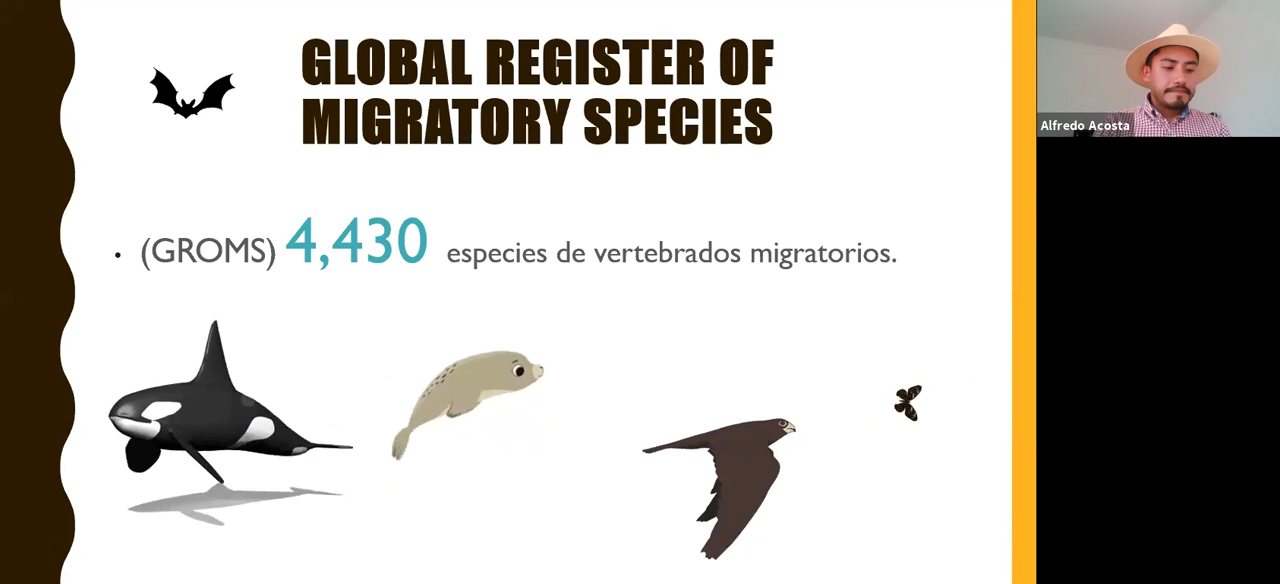 GLOBAL REGISTER OF
MIGRATORY SPECIES
• (GROMS) 4,430 especies de vertebrados migratorios.
Alfredo Acosta